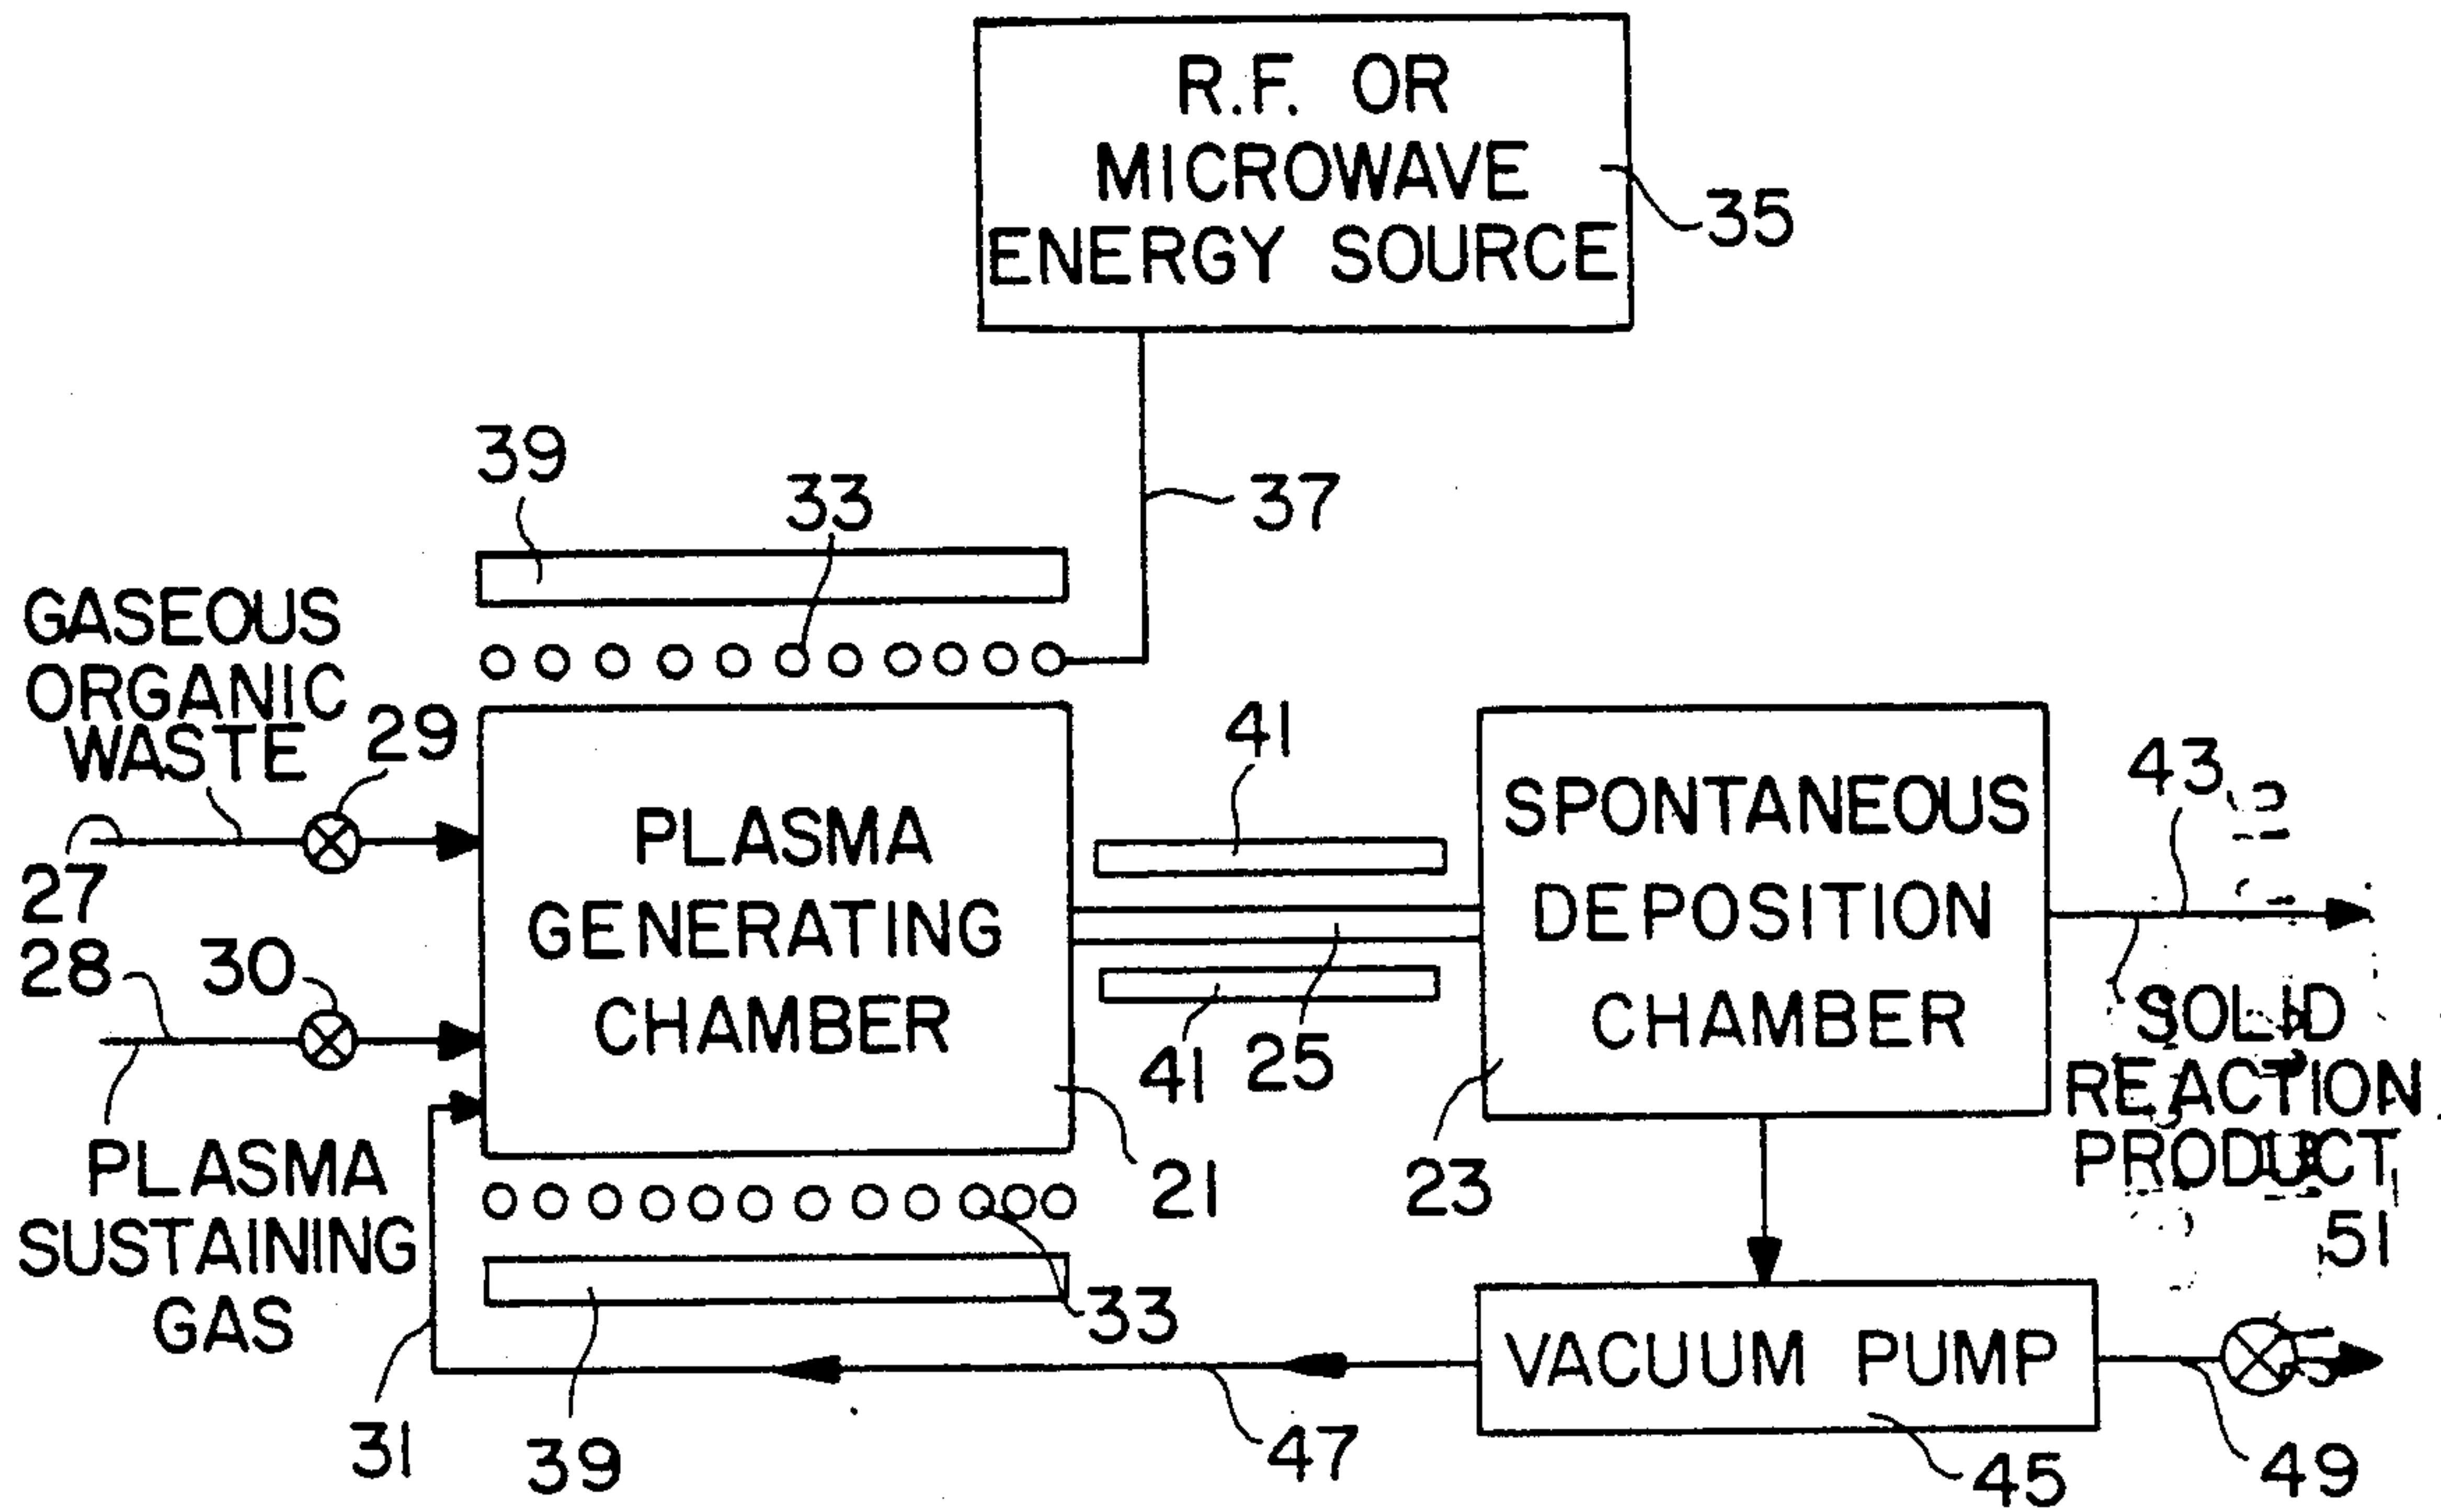 R.F. OR
MICROWAVE
ENERGY SOURCE
35
37
39
33
GASEOUS
ORGANIC
WASTE
29
27
28
30
PLASMA
SUSTAINING
GAS
31
PLASMA
GENERATING
CHAMBER
21
41
41
25
SPONTANEOUS
DEPOSITION
CHAMBER
23
43
SOLID
REACTION
PRODUCT
51
33
39
47
VACUUM PUMP
45
49